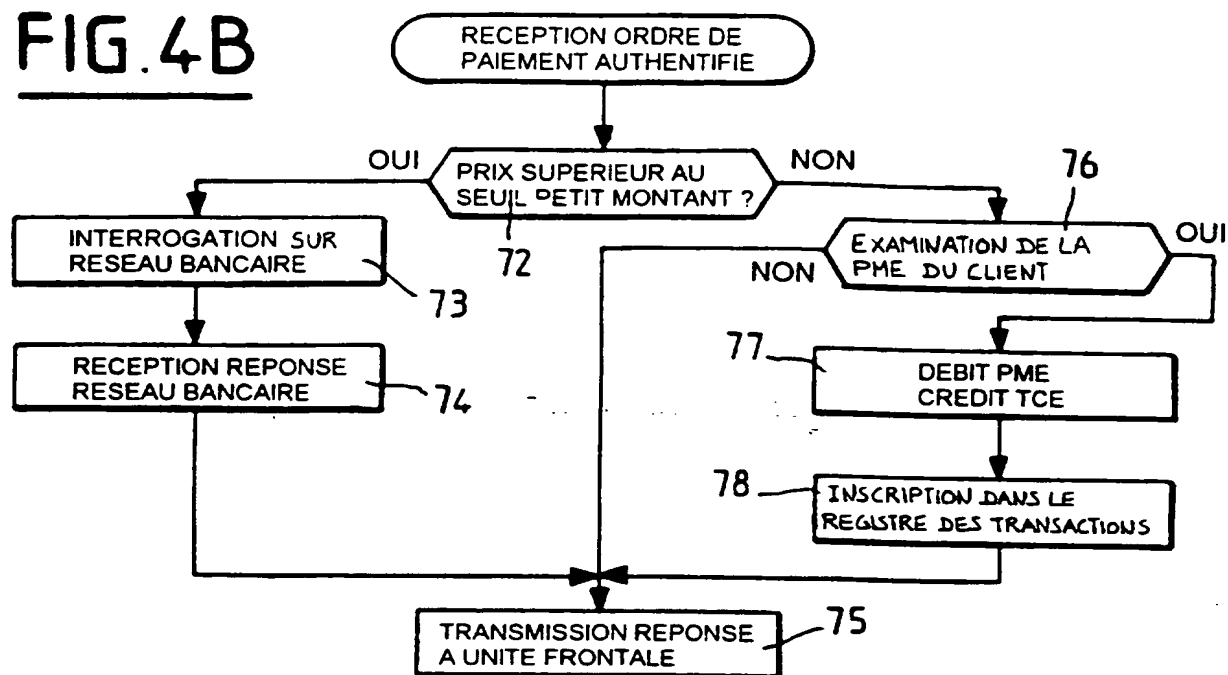 FIG.4B
RECEPTION ORDRE DE
PAIEMENT AUTHENTIFIE
OUI
PRIX SUPERIEUR AU
SEUIL PETIT MONTANT ?
NON
72
76
INTERROGATION SUR
RESEAU BANCAIRE
73
EXAMINATION DE LA
PME DU CLIENT
NON
OUI
RECEPTION REPONSE
RESEAU BANCAIRE
74
77
DEBIT PME
CREDIT TCE
78
INSCRIPTION DANS LE
REGISTRE DES TRANSACTIONS
TRANSMISSION REPONSE
A UNITE FRONTALE
75